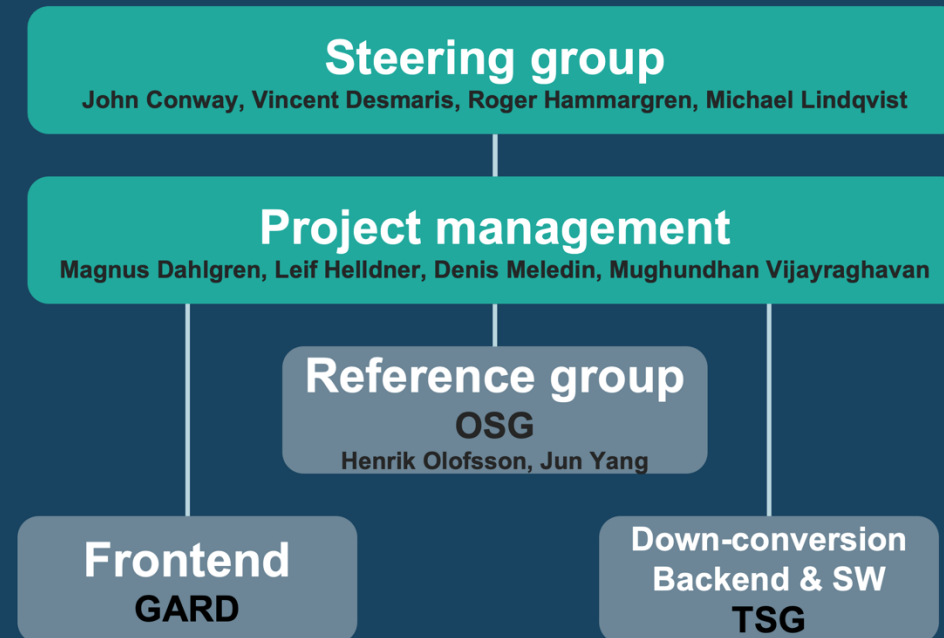 Steering group
John Conway, Vincent Desmaris, Roger Hammargren, Michael Lindqvist
Project management
Magnus Dahlgren, Leif Helldner, Denis Meledin, Mughundhan Vijayraghavan
Reference group
OSG
Henrik Olofsson, Jun Yang
Frontend
GARD
Down-conversion
Backend & SW
TSG